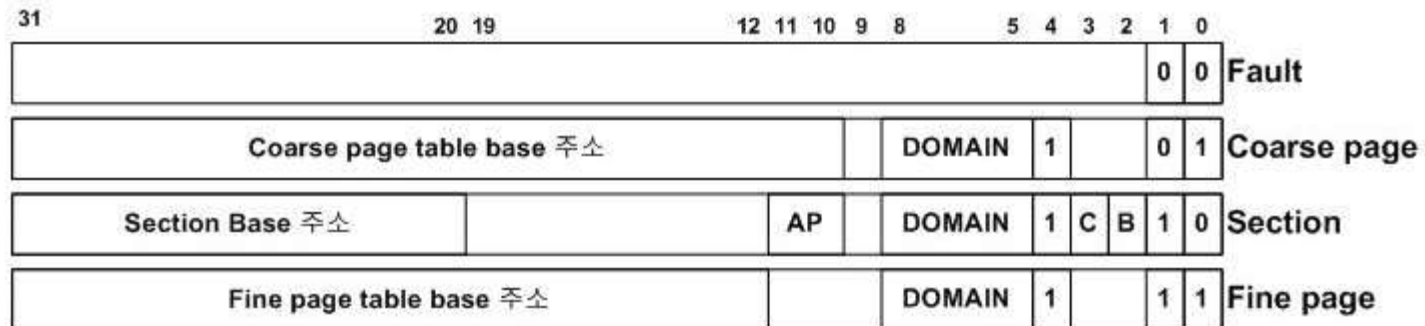 31 20 19 12 11 10 9 8 5 4 3 2 1 0
0 0 Fault
Coarse page table base 주소 DOMAIN 1 0 1 Coarse page
Section Base 주소 AP DOMAIN 1 C B 1 0 Section
Fine page table base 주소 DOMAIN 1 1 1 Fine page